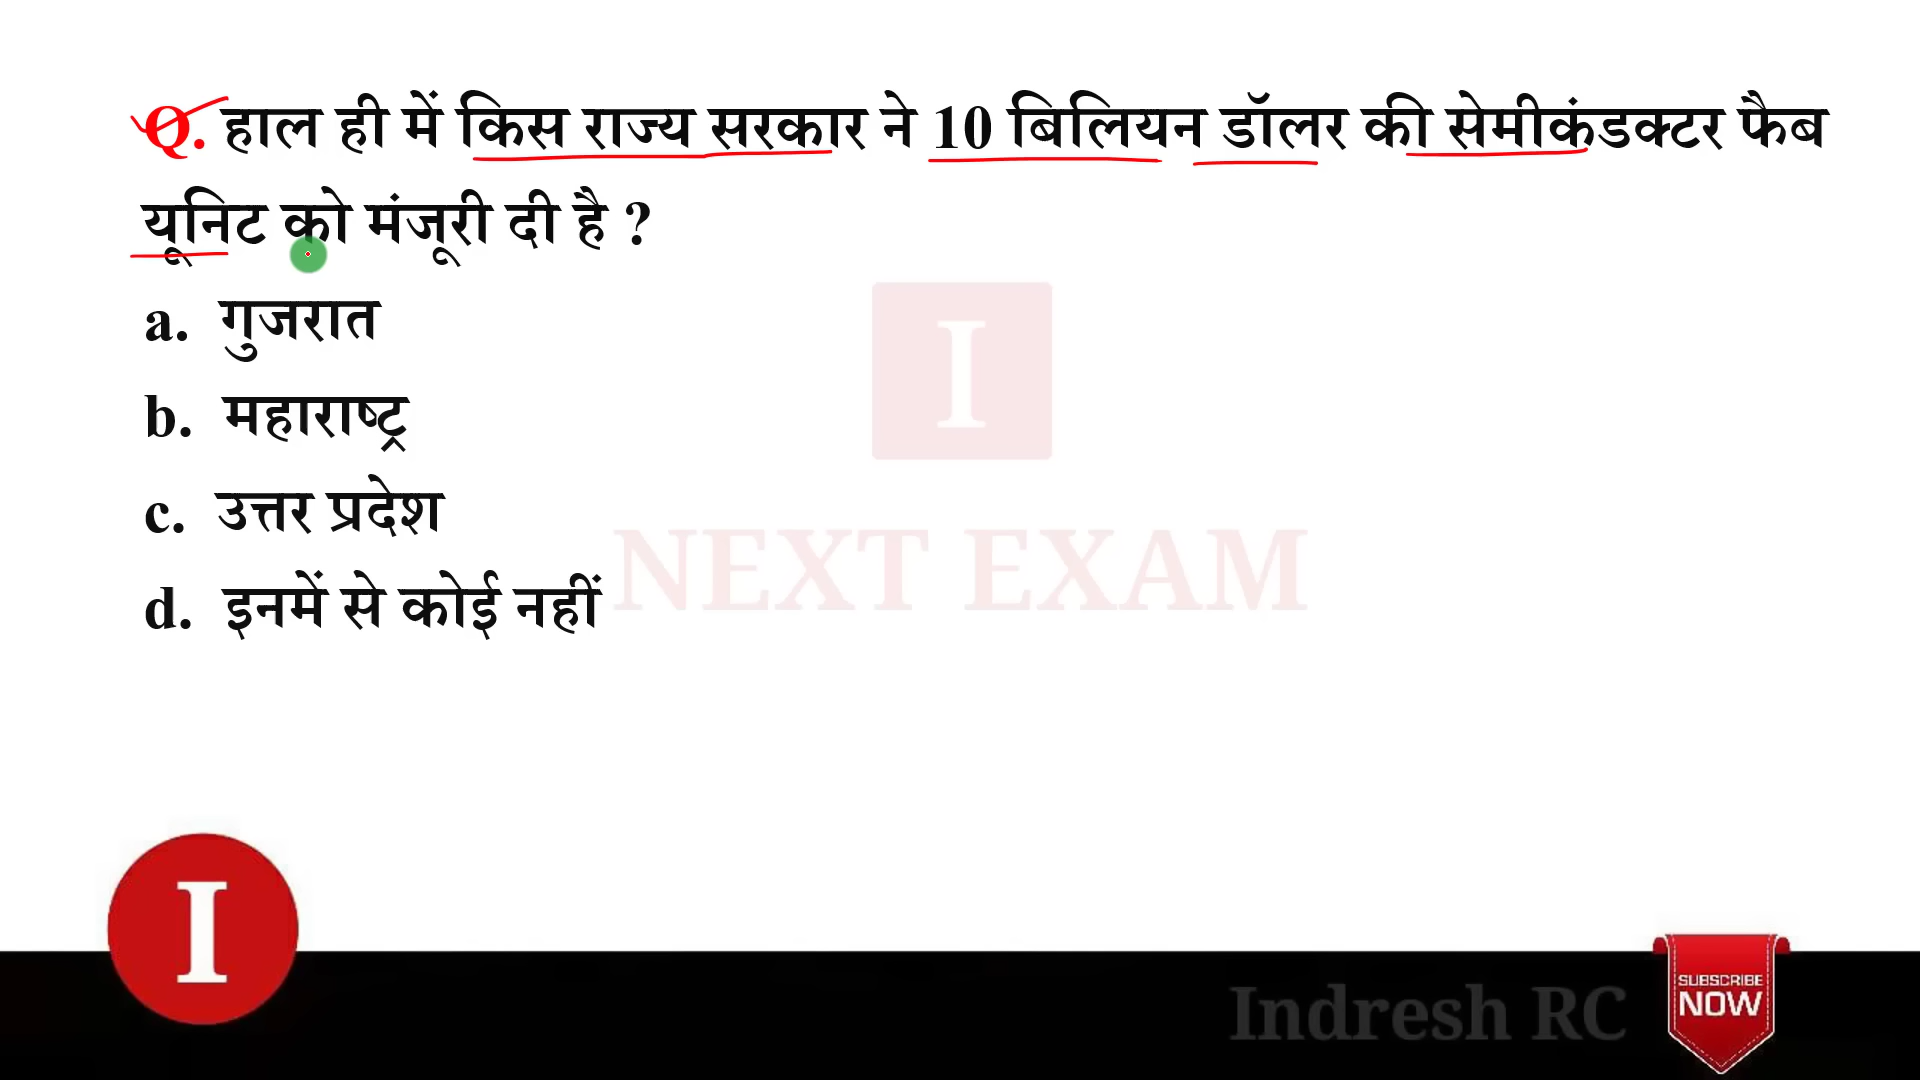 Q. हाल ही में किस राज्य सरकार ने 10 बिलियन डॉलर की सेमीकंडक्टर फैब
यूनिट को मंजूरी दी है ?
a. गुजरात
b. महाराष्ट्र
c. उत्तर प्रदेश
d. इनमें से कोई नहीं
I
NEXT EXAM
I
Indresh RC
SUBSCRIBE
NOW